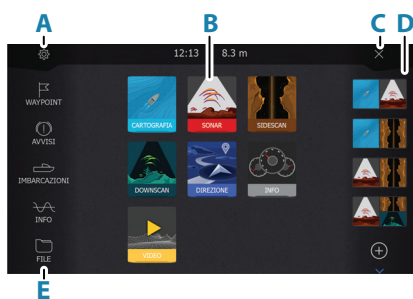 A
B
C
D
12:13 8.3 m
WAYPOINT
AVVISI
IMBARCAZIONI
INFO
FILE
CARTOGRAFIA
SONAR
SIDESCAN
DOWNSCAN
DIREZIONE
INFO
VIDEO
E